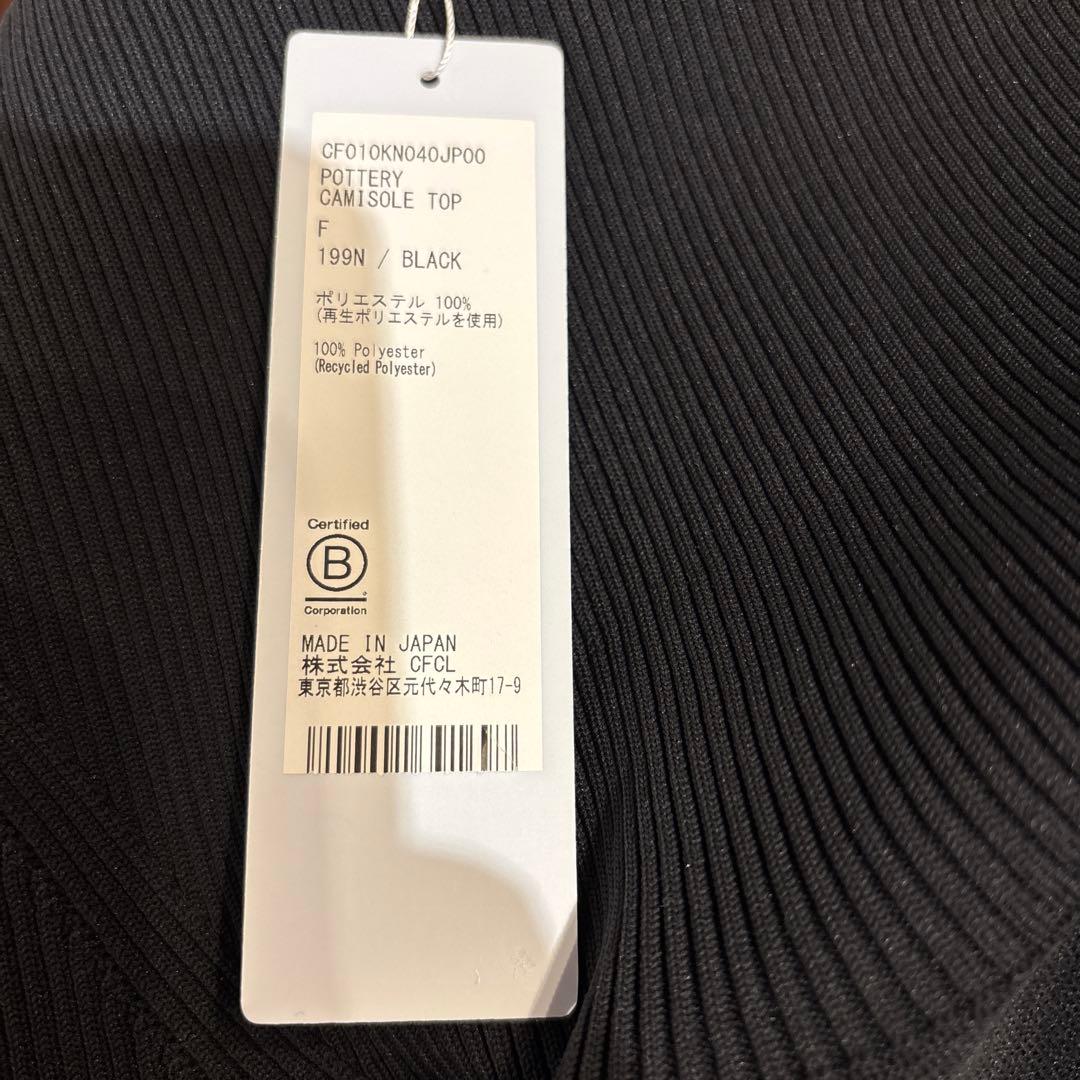 CF010KN040JP00
POTTERY
CAMISOLE TOP
F
199N / BLACK
ポリエステル 100%
(再生ポリエステルを使用)
100% Polyester
(Recycled Polyester)
Certified
B
Corporation
MADE IN JAPAN
株式会社 CFCL
東京都渋谷区元代々木町17-9